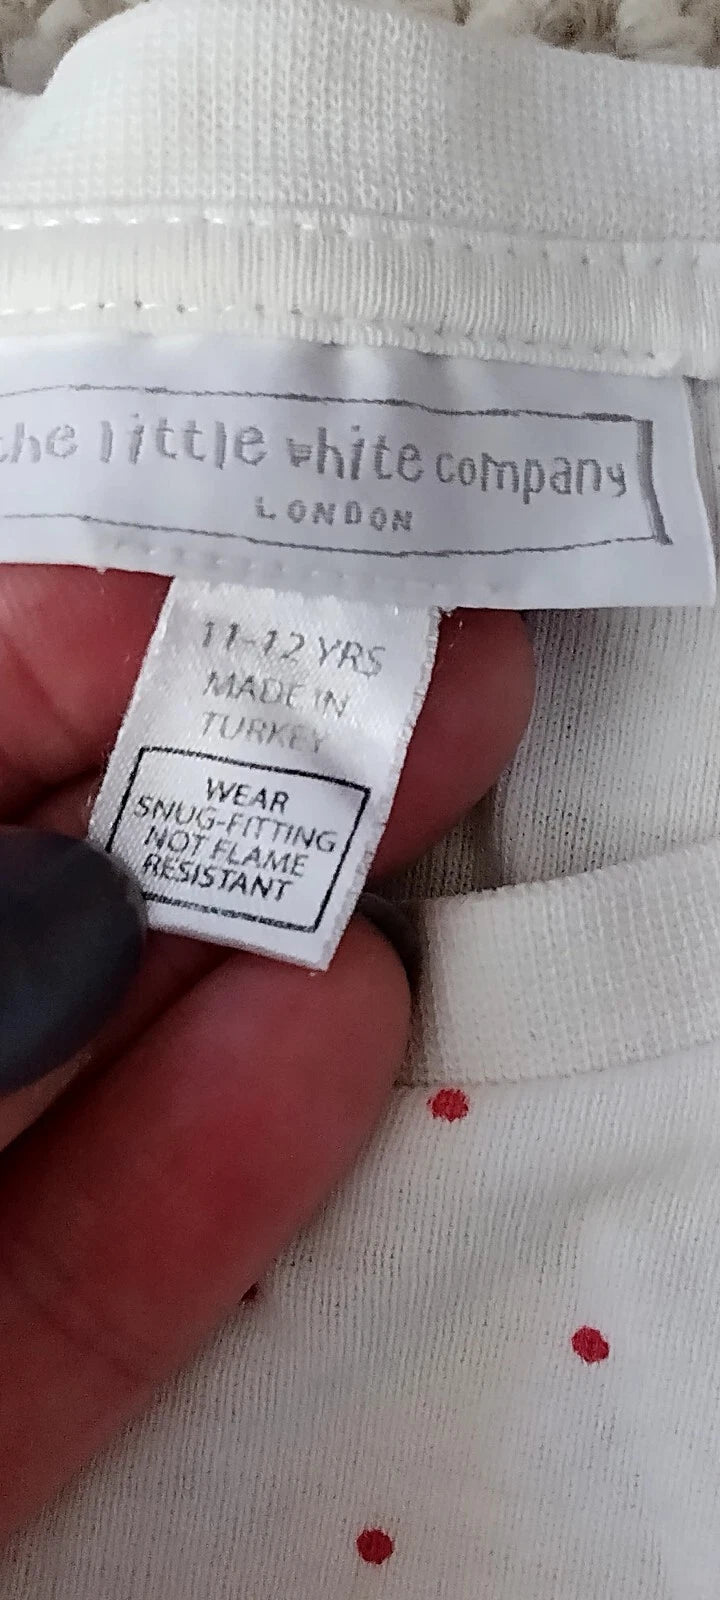 the little white company
LONDON
11-12 YRS
MADE IN
TURKEY
WEAR
SNUG-FITTING
NOT FLAME
RESISTANT